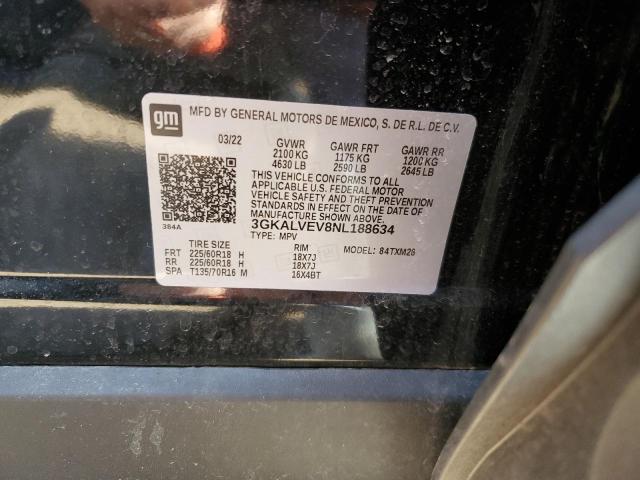 gm
MFD BY GENERAL MOTORS DE MEXICO, S. DE R.L. DE C.V.
03/22 GVWR GAWR FRT GAWR RR
2100 KG 1175 KG 1200 KG
4630 LB 2590 LB 2645 LB
THIS VEHICLE CONFORMS TO ALL
APPLICABLE U.S. FEDERAL MOTOR
VEHICLE SAFETY AND THEFT PREVENTION
STANDARDS IN EFFECT ON THE DATE OF
MANUFACTURE SHOWN ABOVE.
384A
3GKALVEV8NL188634
TYPE: MPV MODEL: 84TXM26
TIRE SIZE RIM
FRT 225/60R18 H 18X7J
RR 225/60R18 H 18X7J
SPA T135/70R16 M 16X4BT